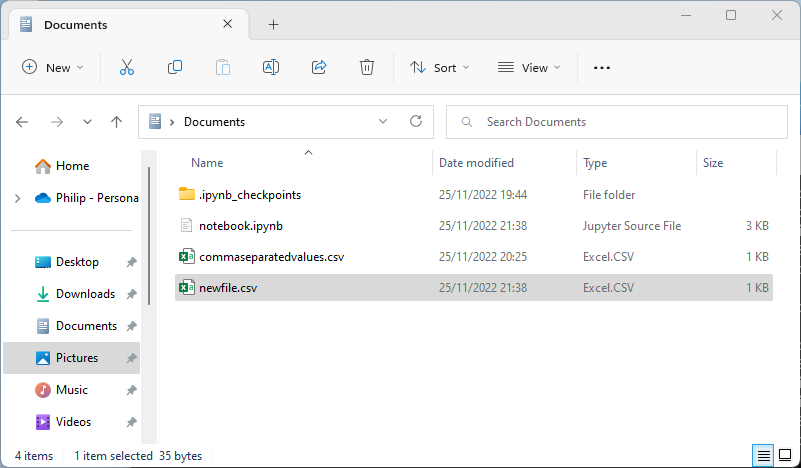 Documents
New Sort View
Documents Search Documents
Name Date modified Type Size
Home
Philip - Persona
Desktop
Downloads
Documents
Pictures
Music
Videos
.ipynb_checkpoints 25/11/2022 19:44 File folder
notebook.ipynb 25/11/2022 21:38 Jupyter Source File 3 KB
commaseparatedvalues.csv 25/11/2022 20:25 Excel.CSV 1 KB
newfile.csv 25/11/2022 21:38 Excel.CSV 1 KB
4 items 1 item selected 35 bytes